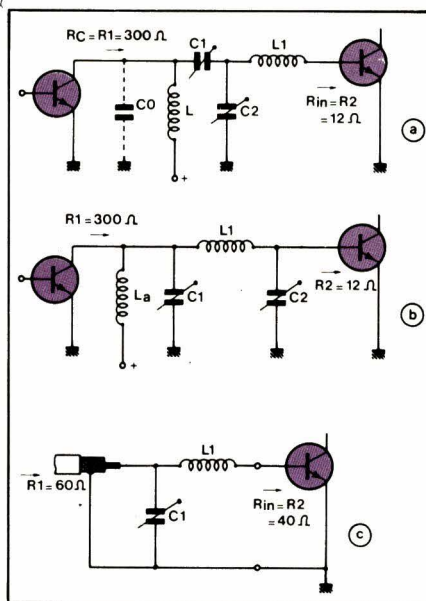 RC = R1 = 300 Ω
C1
L1
C0
L
C2
Rin = R2
= 12 Ω
+
a
R1 = 300 Ω
L1
La
C1
C2
R2 = 12 Ω
+
b
R1 = 60 Ω
L1
C1
Rin = R2
= 40 Ω
c